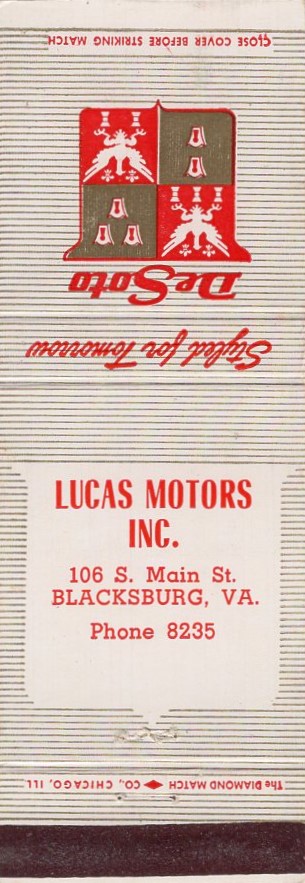 CLOSE COVER BEFORE STRIKING MATCH
DeSoto
Styled for Tomorrow
LUCAS MOTORS
INC.
106 S. Main St.
BLACKSBURG, VA.
Phone 8235
The DIAMOND MATCH CO., CHICAGO, ILL